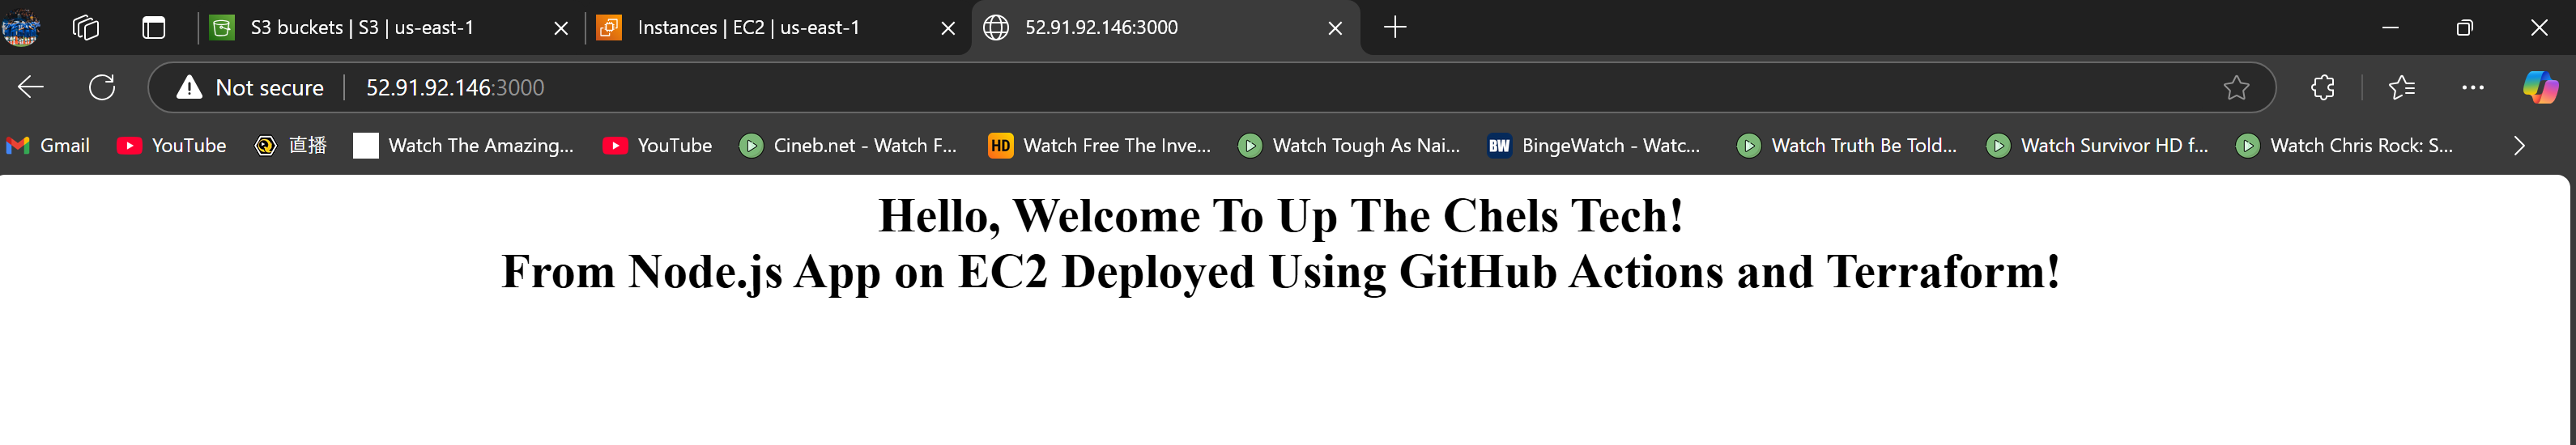 S3 buckets | S3 | us-east-1
Instances | EC2 | us-east-1
52.91.92.146:3000
Not secure
52.91.92.146:3000
Gmail
YouTube
直播
Watch The Amazing...
YouTube
Cineb.net - Watch F...
HD
Watch Free The Inve...
Watch Tough As Nai...
BW
BingeWatch - Watc...
Watch Truth Be Told...
Watch Survivor HD f...
Watch Chris Rock: S...
Hello, Welcome To Up The Chels Tech!
From Node.js App on EC2 Deployed Using GitHub Actions and Terraform!